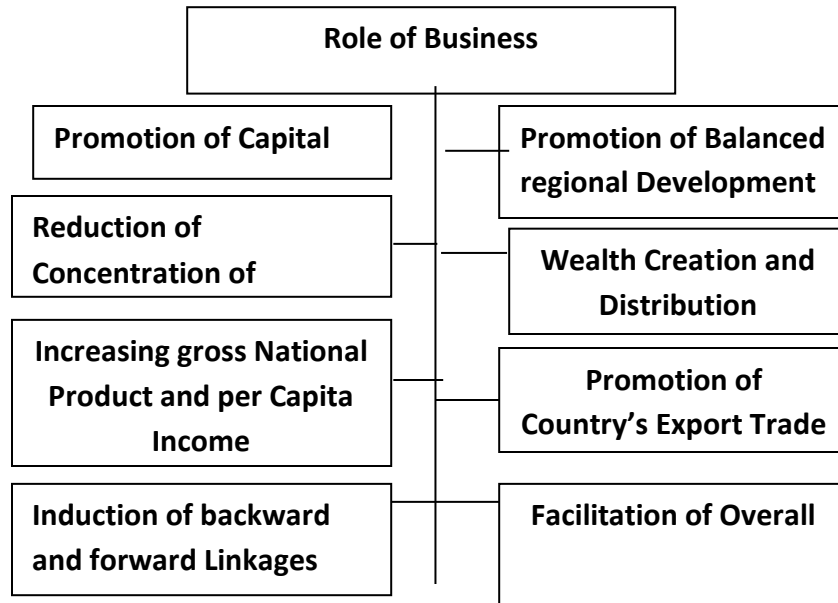 Role of Business
Promotion of Capital
Promotion of Balanced
regional Development
Reduction of
Concentration of
Wealth Creation and
Distribution
Increasing gross National
Product and per Capita
Income
Promotion of
Country’s Export Trade
Induction of backward
and forward Linkages
Facilitation of Overall